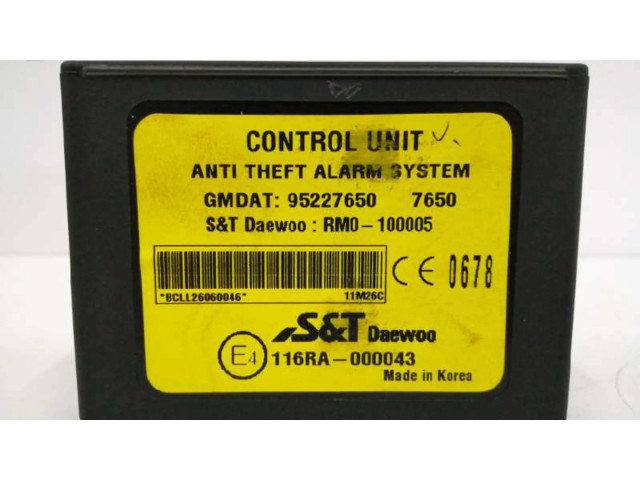 CONTROL UNIT
ANTI THEFT ALARM SYSTEM
GMDAT: 95227650 7650
S&T Daewoo : RM0-100005
CE 0678
*BCLL26060046* 11M26C
S&T Daewoo
E4 116RA-000043
Made in Korea